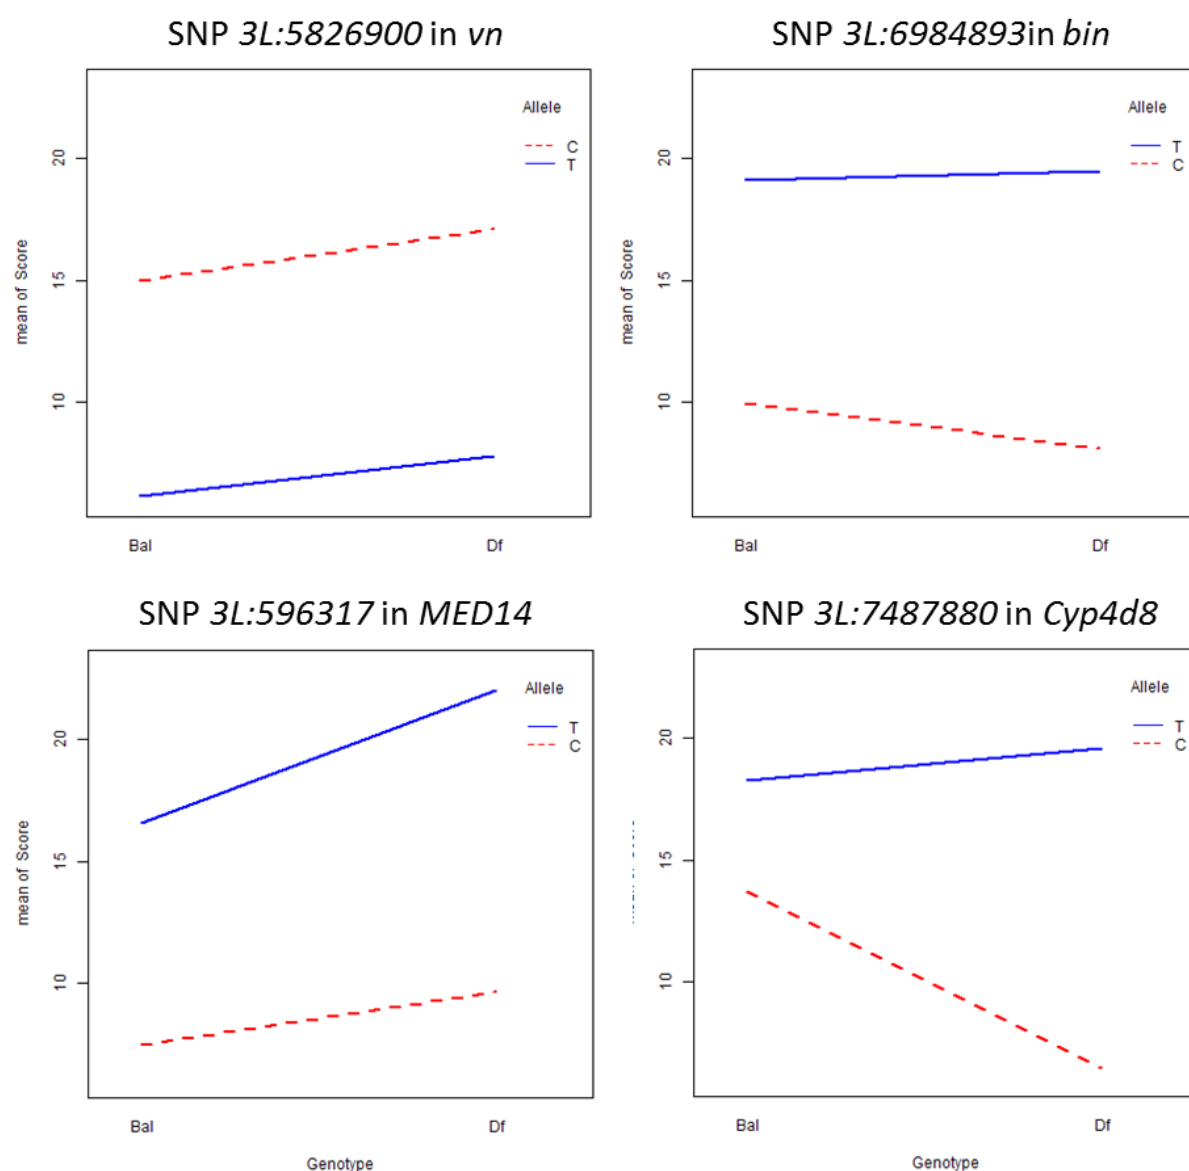 SNP 3L:5826900 in vn
Allele
C
T
20
15
10
mean of Score
Bal Df
SNP 3L:6984893in bin
Allele
T
C
20
15
10
mean of Score
Bal Df
SNP 3L:596317 in MED14
Allele
T
C
20
15
10
mean of Score
Bal Df
Genotype
SNP 3L:7487880 in Cyp4d8
Allele
T
C
20
15
10
Bal Df
Genotype